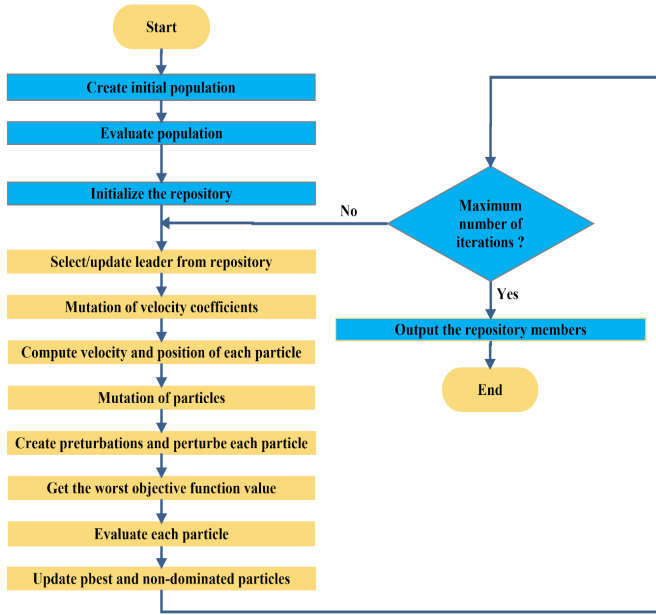 Start
Create initial population
Evaluate population
Initialize the repository
Select/update leader from repository
Mutation of velocity coefficients
Compute velocity and position of each particle
Mutation of particles
Create preturbations and perturbe each particle
Get the worst objective function value
Evaluate each particle
Update pbest and non-dominated particles
No
Maximum
number of
iterations ?
Yes
Output the repository members
End